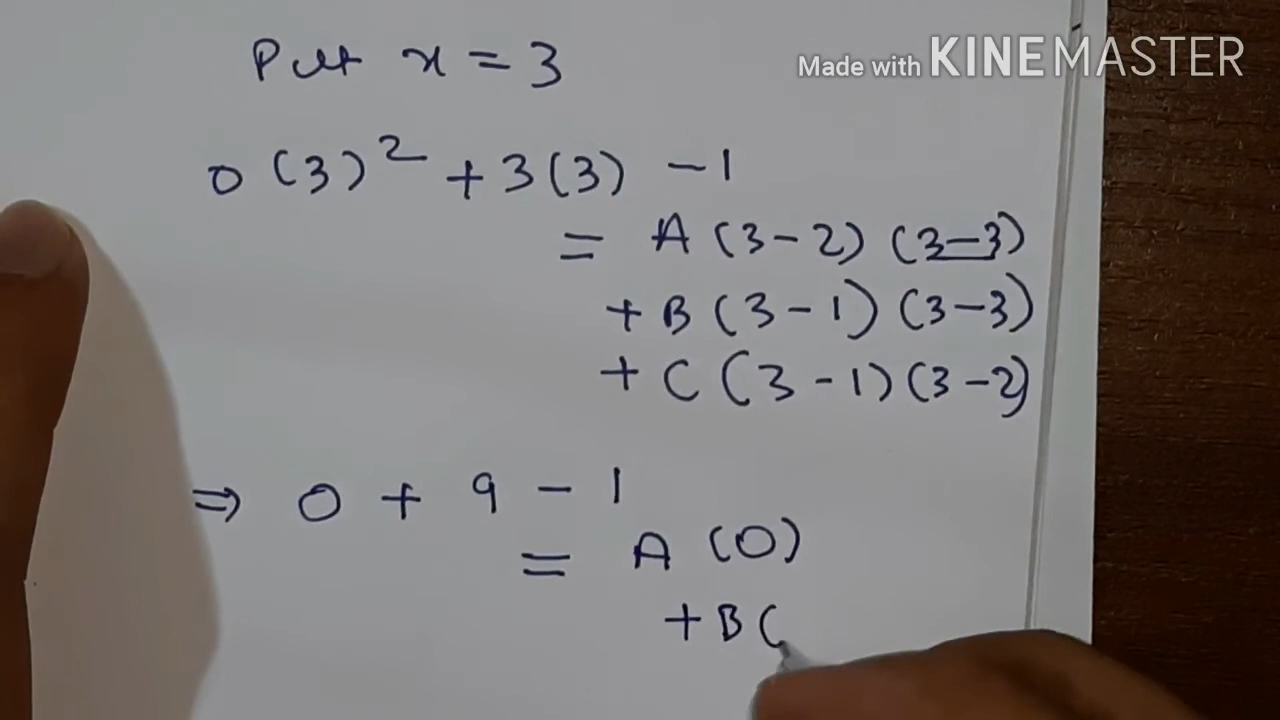 Made with KINEMASTER
Put x = 3
0 (3)² + 3(3) - 1
= A (3-2) (3-3)
+ B (3-1) (3-3)
+ C (3-1) (3-2)
⇒ 0 + 9 - 1
= A (0)
+ B (